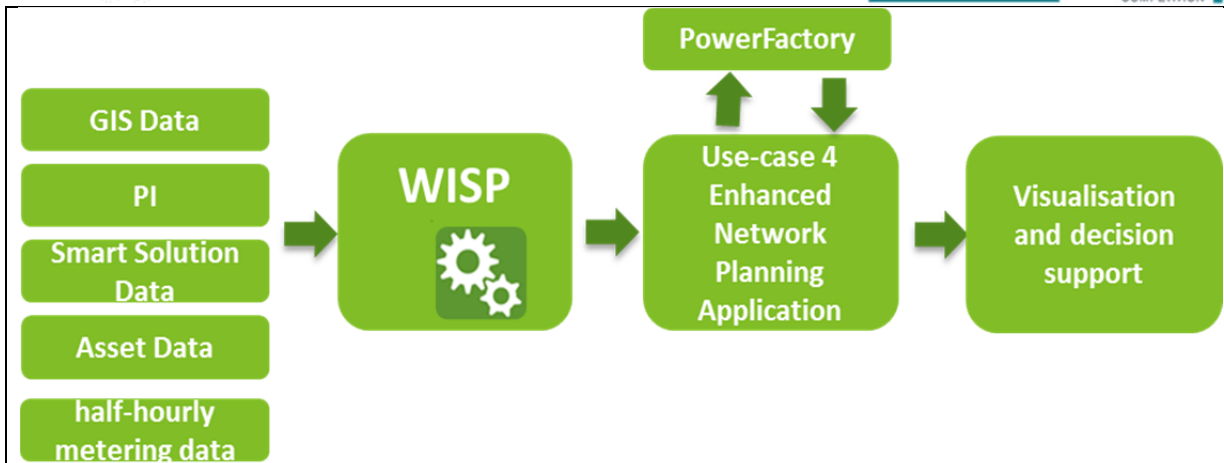 PowerFactory
GIS Data
PI
Smart Solution
Data
Asset Data
half-hourly
metering data
WISP
Use-case 4
Enhanced
Network
Planning
Application
Visualisation
and decision
support